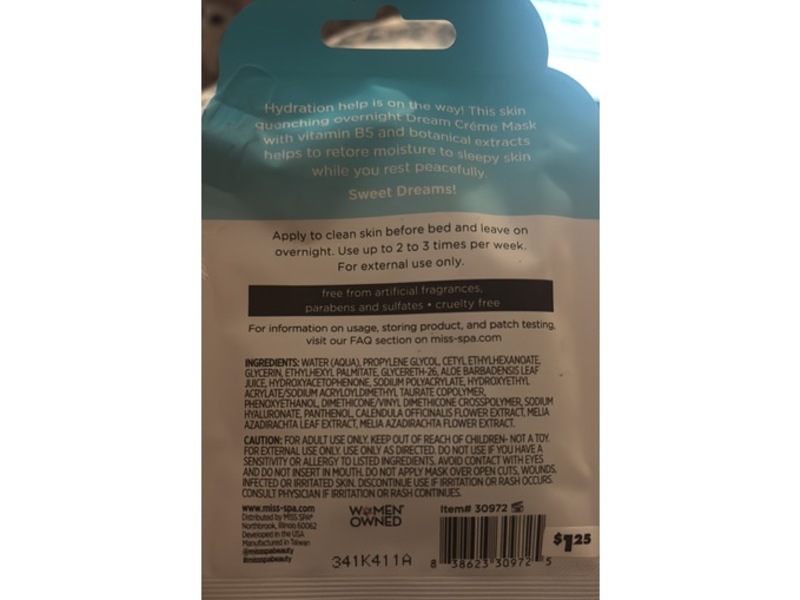 Hydration help is on the way! This skin
quenching overnight Dream Créme Mask
with vitamin B5 and botanical extracts
helps to retore moisture to sleepy skin
while you rest peacefully.
Sweet Dreams!
Apply to clean skin before bed and leave on
overnight. Use up to 2 to 3 times per week.
For external use only.
free from artificial fragrances,
parabens and sulfates • cruelty free
For information on usage, storing product, and patch testing,
visit our FAQ section on miss-spa.com
INGREDIENTS: WATER (AQUA), PROPYLENE GLYCOL, CETYL ETHYLHEXANOATE,
GLYCERIN, ETHYLHEXYL PALMITATE, GLYCERETH-26, ALOE BARBADENSIS LEAF
JUICE, HYDROXYACETOPHENONE, SODIUM POLYACRYLATE, HYDROXYETHYL
ACRYLATE/SODIUM ACRYLOYLDIMETHYL TAURATE COPOLYMER,
PHENOXYETHANOL, DIMETHICONE/VINYL DIMETHICONE CROSSPOLYMER, SODIUM
HYALURONATE, PANTHENOL, CALENDULA OFFICINALIS FLOWER EXTRACT, MELIA
AZADIRACHTA LEAF EXTRACT, MELIA AZADIRACHTA FLOWER EXTRACT.
CAUTION: FOR ADULT USE ONLY. KEEP OUT OF REACH OF CHILDREN- NOT A TOY.
FOR EXTERNAL USE ONLY. USE ONLY AS DIRECTED. DO NOT USE IF YOU HAVE A
SENSITIVITY OR ALLERGY TO LISTED INGREDIENTS. AVOID CONTACT WITH EYES
AND DO NOT INSERT IN MOUTH. DO NOT APPLY MASK OVER OPEN CUTS, WOUNDS,
INFECTED OR IRRITATED SKIN. DISCONTINUE USE IF IRRITATION OR RASH OCCURS.
CONSULT PHYSICIAN IF IRRITATION OR RASH CONTINUES.
www.miss-spa.com
Distributed by MISS SPA®
Northbrook, Illinois 60062
Developed in the USA
Manufactured in Taiwan
@missspabeauty
#missspabeauty
WOMEN
OWNED
341K411A
Item# 30972
8 38623 30972 5
$1.25